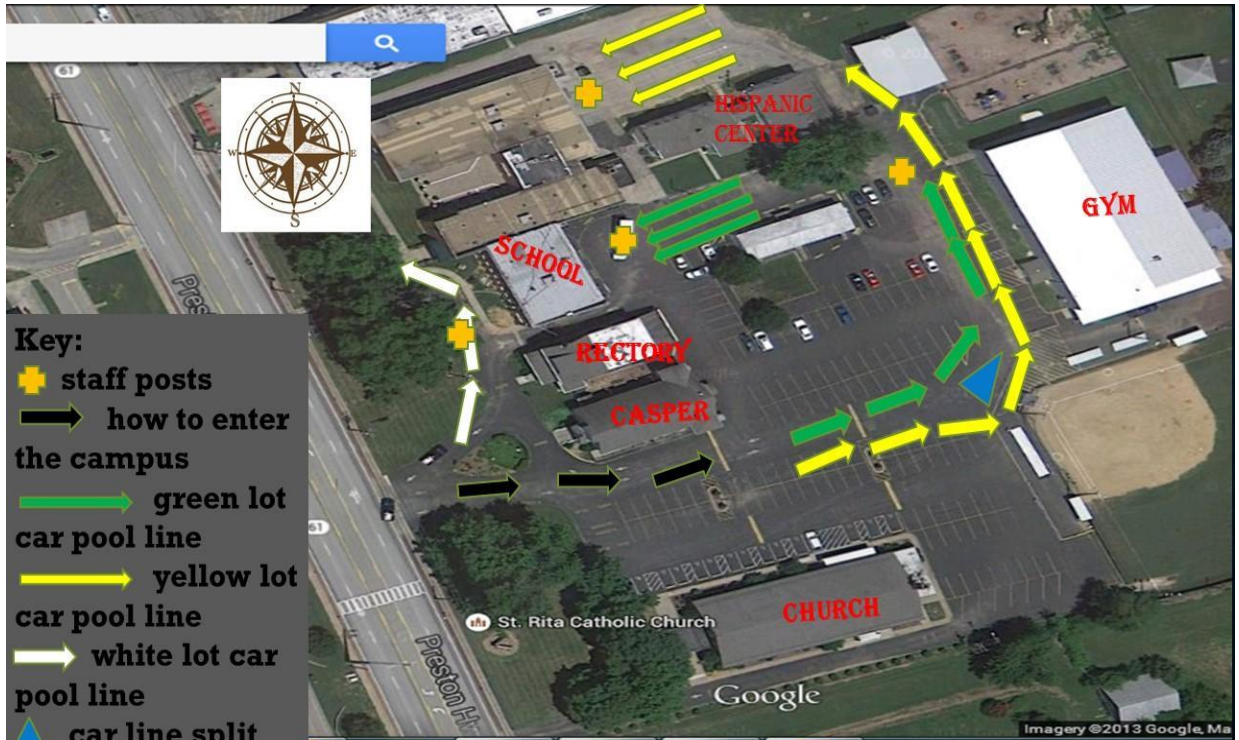 61
N
W
E
S
HISPANIC
CENTER
GYM
SCHOOL
Pres
RECTORY
CASPER
61
CHURCH
St. Rita Catholic Church
Preston Hw
Google
Imagery ©2013 Google, Ma
Key:
staff posts
how to enter
the campus
green lot
car pool line
yellow lot
car pool line
white lot car
pool line
car line split